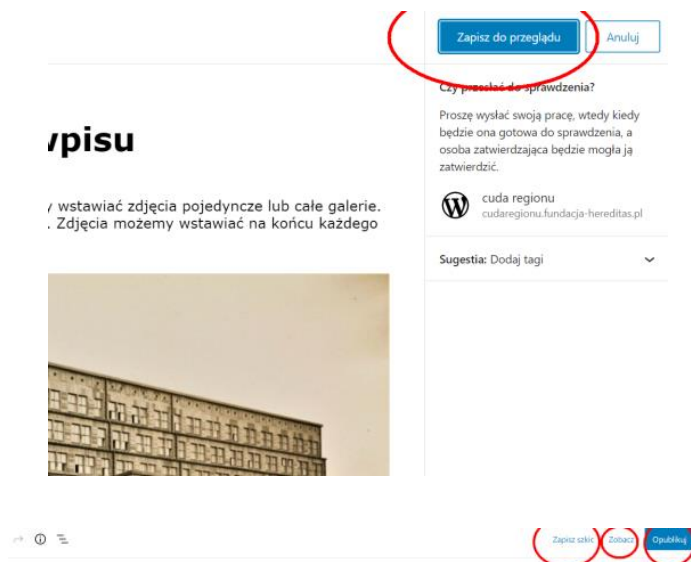 Zapisz do przeglądu Anuluj
Czy przesłać do sprawdzenia?
Proszę wysłać swoją pracę, wtedy kiedy
będzie ona gotowa do sprawdzenia, a
osoba zatwierdzająca będzie mogła ją
zatwierdzić.
cuda regionu
cudaregionu.fundacja-hereditas.pl
Sugestia: Dodaj tagi
wpisu
wstawiać zdjęcia pojedyncze lub całe galerie.
. Zdjęcia możemy wstawiać na końcu każdego
Zapisz szkic Zobacz Opublikuj